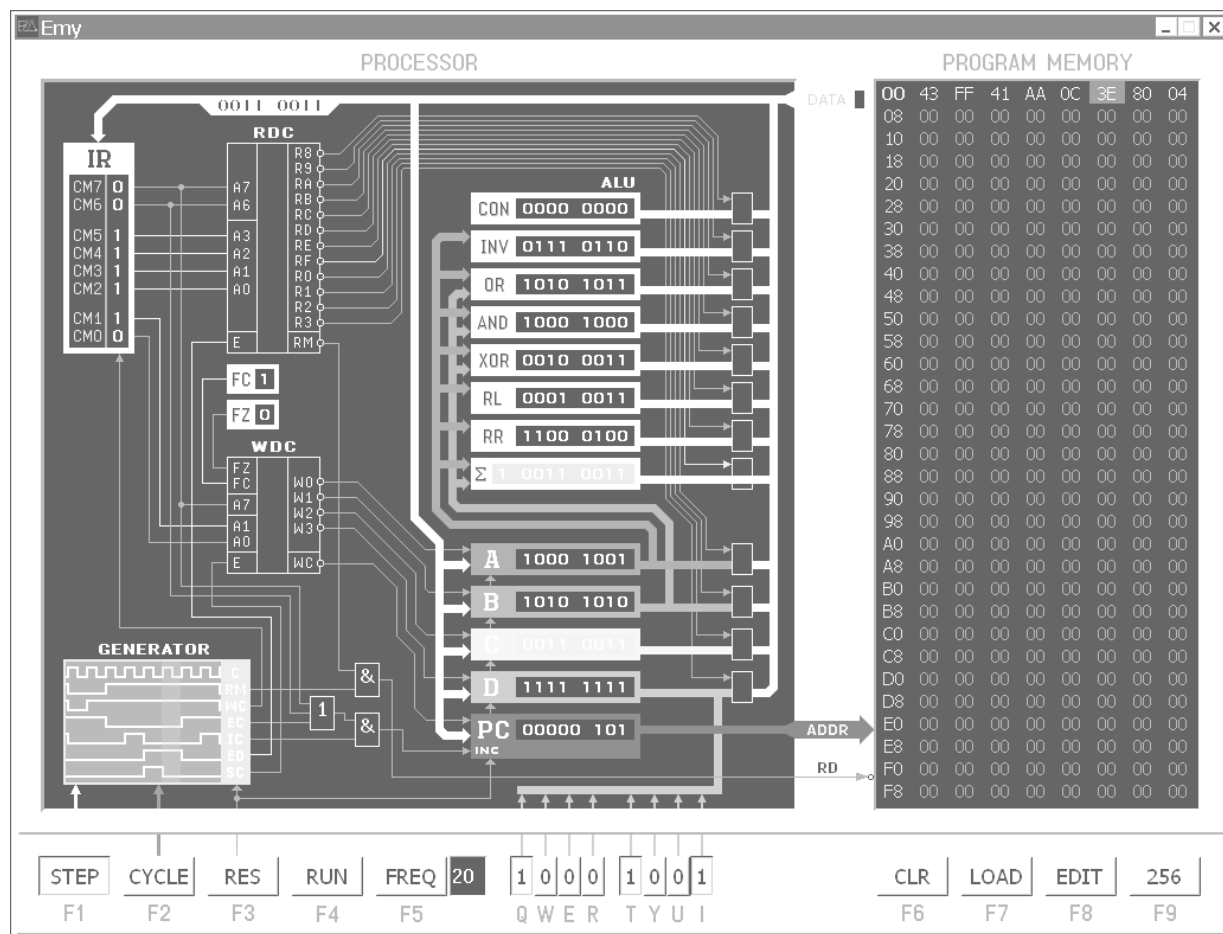 Emy
PROCESSOR
PROGRAM MEMORY
0011 0011
DATA
RDC
IR
CM7 0
CM6 0
CM5 1
CM4 1
CM3 1
CM2 1
CM1 1
CM0 0
A7
A6
A3
A2
A1
A0
E
R8
R9
RA
RB
RC
RD
RE
RF
R0
R1
R2
R3
RM
FC 1
FZ 0
WDC
FZ
FC
A7
A1
A0
E
W0
W1
W2
W3
WC
ALU
CON 0000 0000
INV 0111 0110
OR 1010 1011
AND 1000 1000
XOR 0010 0011
RL 0001 0011
RR 1100 0100
Σ 1 0011 0011
A 1000 1001
B 1010 1010
C 0011 0011
D 1111 1111
PC 00000 101
INC
GENERATOR
C
RM
WC
EC
IC
ED
SC
&
1
&
ADDR
RD
00 43 FF 41 AA 0C 3E 80 04
08 00 00 00 00 00 00 00 00
10 00 00 00 00 00 00 00 00
18 00 00 00 00 00 00 00 00
20 00 00 00 00 00 00 00 00
28 00 00 00 00 00 00 00 00
30 00 00 00 00 00 00 00 00
38 00 00 00 00 00 00 00 00
40 00 00 00 00 00 00 00 00
48 00 00 00 00 00 00 00 00
50 00 00 00 00 00 00 00 00
58 00 00 00 00 00 00 00 00
60 00 00 00 00 00 00 00 00
68 00 00 00 00 00 00 00 00
70 00 00 00 00 00 00 00 00
78 00 00 00 00 00 00 00 00
80 00 00 00 00 00 00 00 00
88 00 00 00 00 00 00 00 00
90 00 00 00 00 00 00 00 00
98 00 00 00 00 00 00 00 00
A0 00 00 00 00 00 00 00 00
A8 00 00 00 00 00 00 00 00
B0 00 00 00 00 00 00 00 00
B8 00 00 00 00 00 00 00 00
C0 00 00 00 00 00 00 00 00
C8 00 00 00 00 00 00 00 00
D0 00 00 00 00 00 00 00 00
D8 00 00 00 00 00 00 00 00
E0 00 00 00 00 00 00 00 00
E8 00 00 00 00 00 00 00 00
F0 00 00 00 00 00 00 00 00
F8 00 00 00 00 00 00 00 00
STEP CYCLE RES RUN FREQ 20 1 0 0 0 1 0 0 1 CLR LOAD EDIT 256
F1 F2 F3 F4 F5 Q W E R T Y U I F6 F7 F8 F9